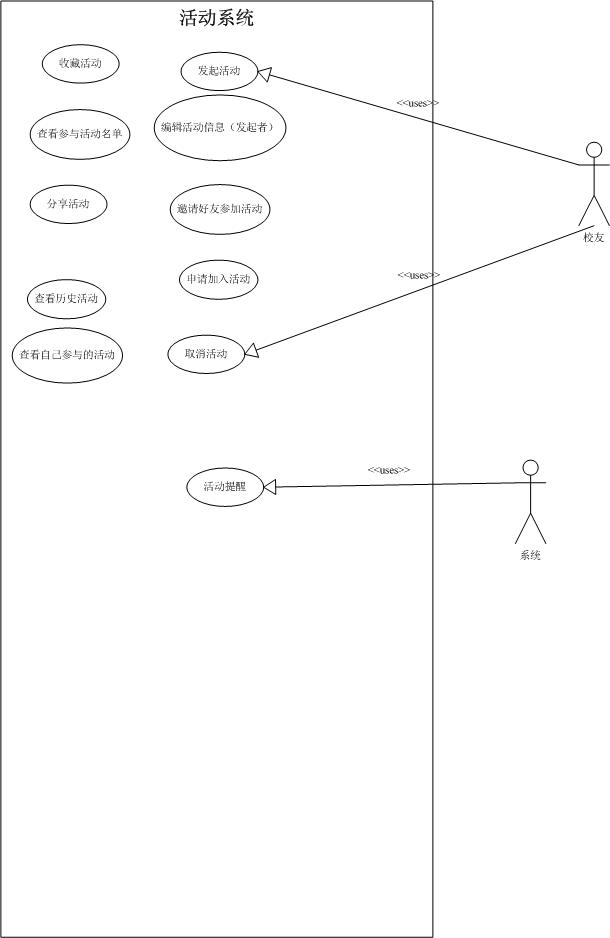 活动系统
收藏活动
发起活动
<<uses>>
查看参与活动名单
编辑活动信息（发起者）
分享活动
邀请好友参加活动
校友
<<uses>>
申请加入活动
查看历史活动
查看自己参与的活动
取消活动
<<uses>>
活动提醒
系统